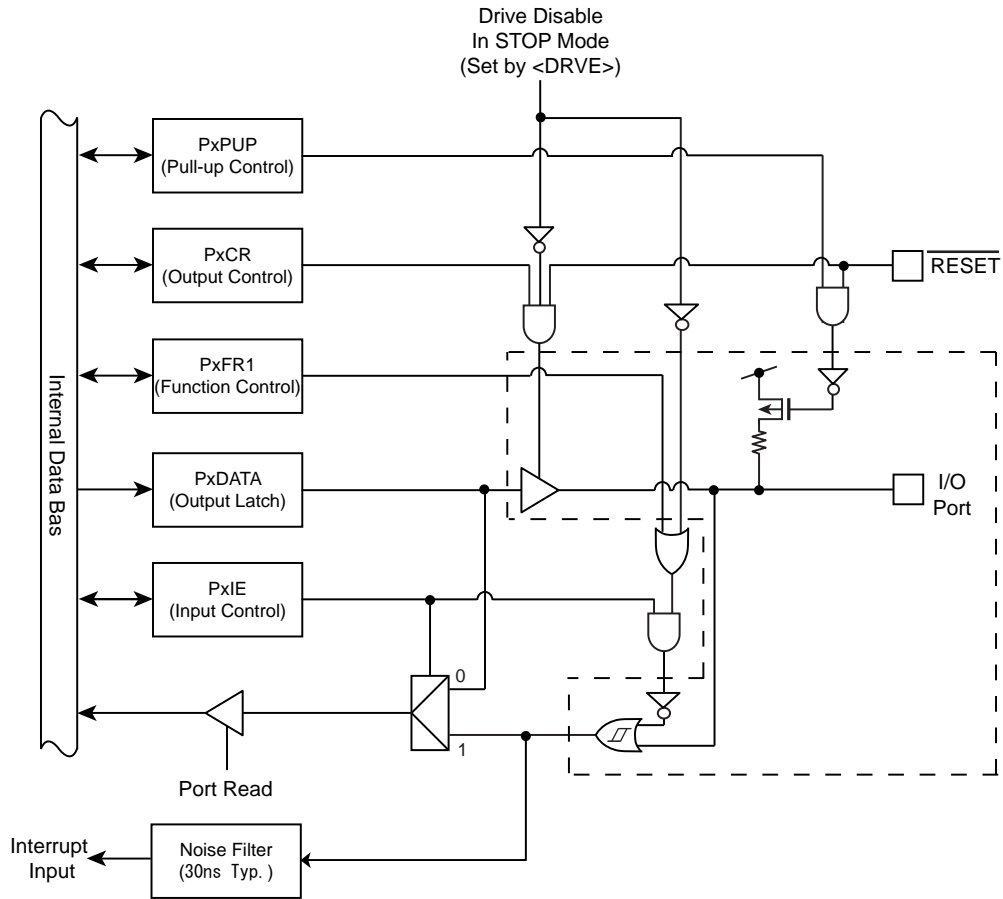 Drive Disable
In STOP Mode
(Set by <DRVE>)
PxPUP
(Pull-up Control)
PxCR
(Output Control)
RESET
PxFR1
(Function Control)
Internal Data Bas
PxDATA
(Output Latch)
I/O
Port
PxIE
(Input Control)
0
1
Port Read
Interrupt
Input
Noise Filter
(30ns Typ.)